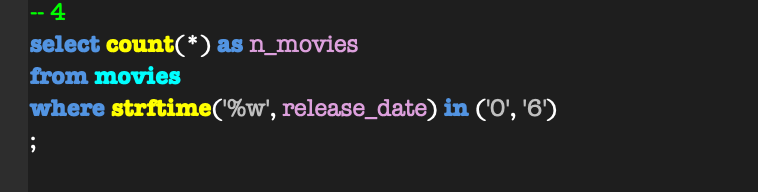 -- 4
select count(*) as n_movies
from movies
where strftime('%w', release_date) in ('0', '6')
;